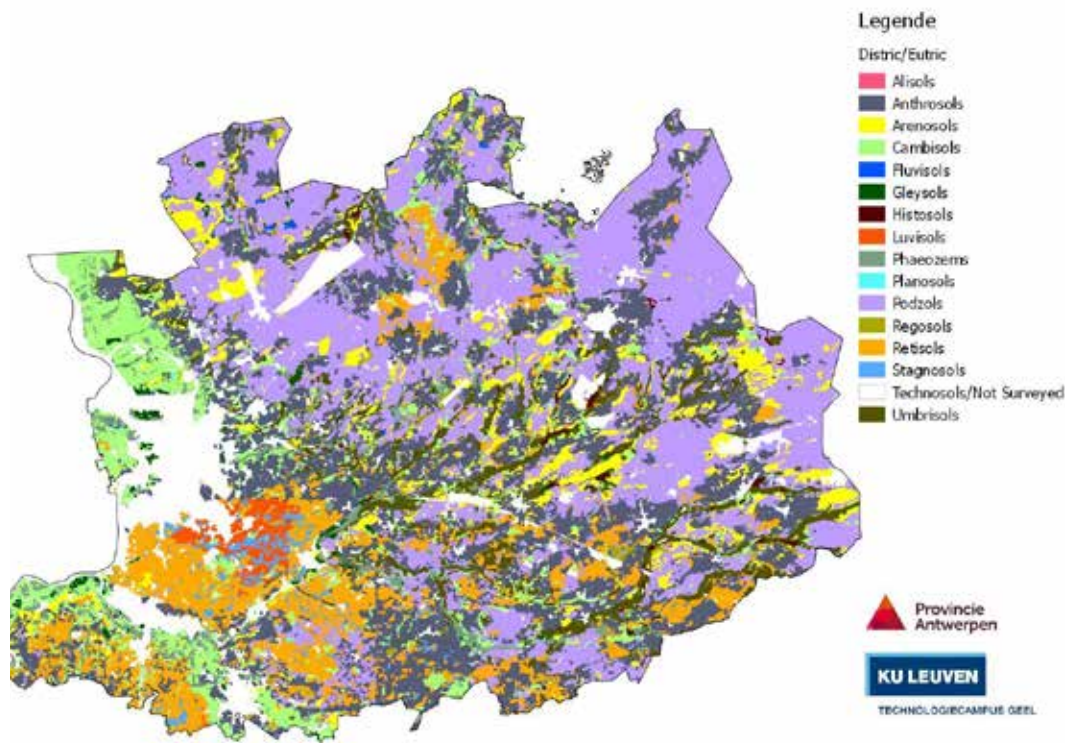 Legende
Distric/Eutric
Alisols
Anthrosols
Arenosols
Cambisols
Fluvisols
Gleysols
Histosols
Luvisols
Phaeozems
Planosols
Podzols
Regosols
Retisols
Stagnosols
Technosols/Not Surveyed
Umbrisols
Provincie
Antwerpen
KU LEUVEN
TECHNOLOGIECAMPUS GEEL